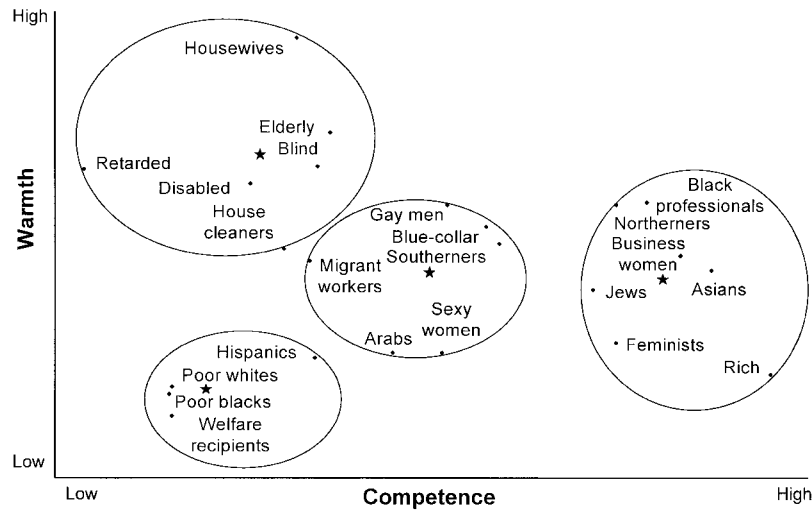 High
Housewives
Elderly
Blind
Retarded
Disabled
House
cleaners
Black
professionals
Northerners
Business
women
Jews
Asians
Feminists
Rich
Gay men
Blue-collar
Southerners
Migrant
workers
Sexy
women
Arabs
Hispanics
Poor whites
Poor blacks
Welfare
recipients
Warmth
Low
Low
Competence
High